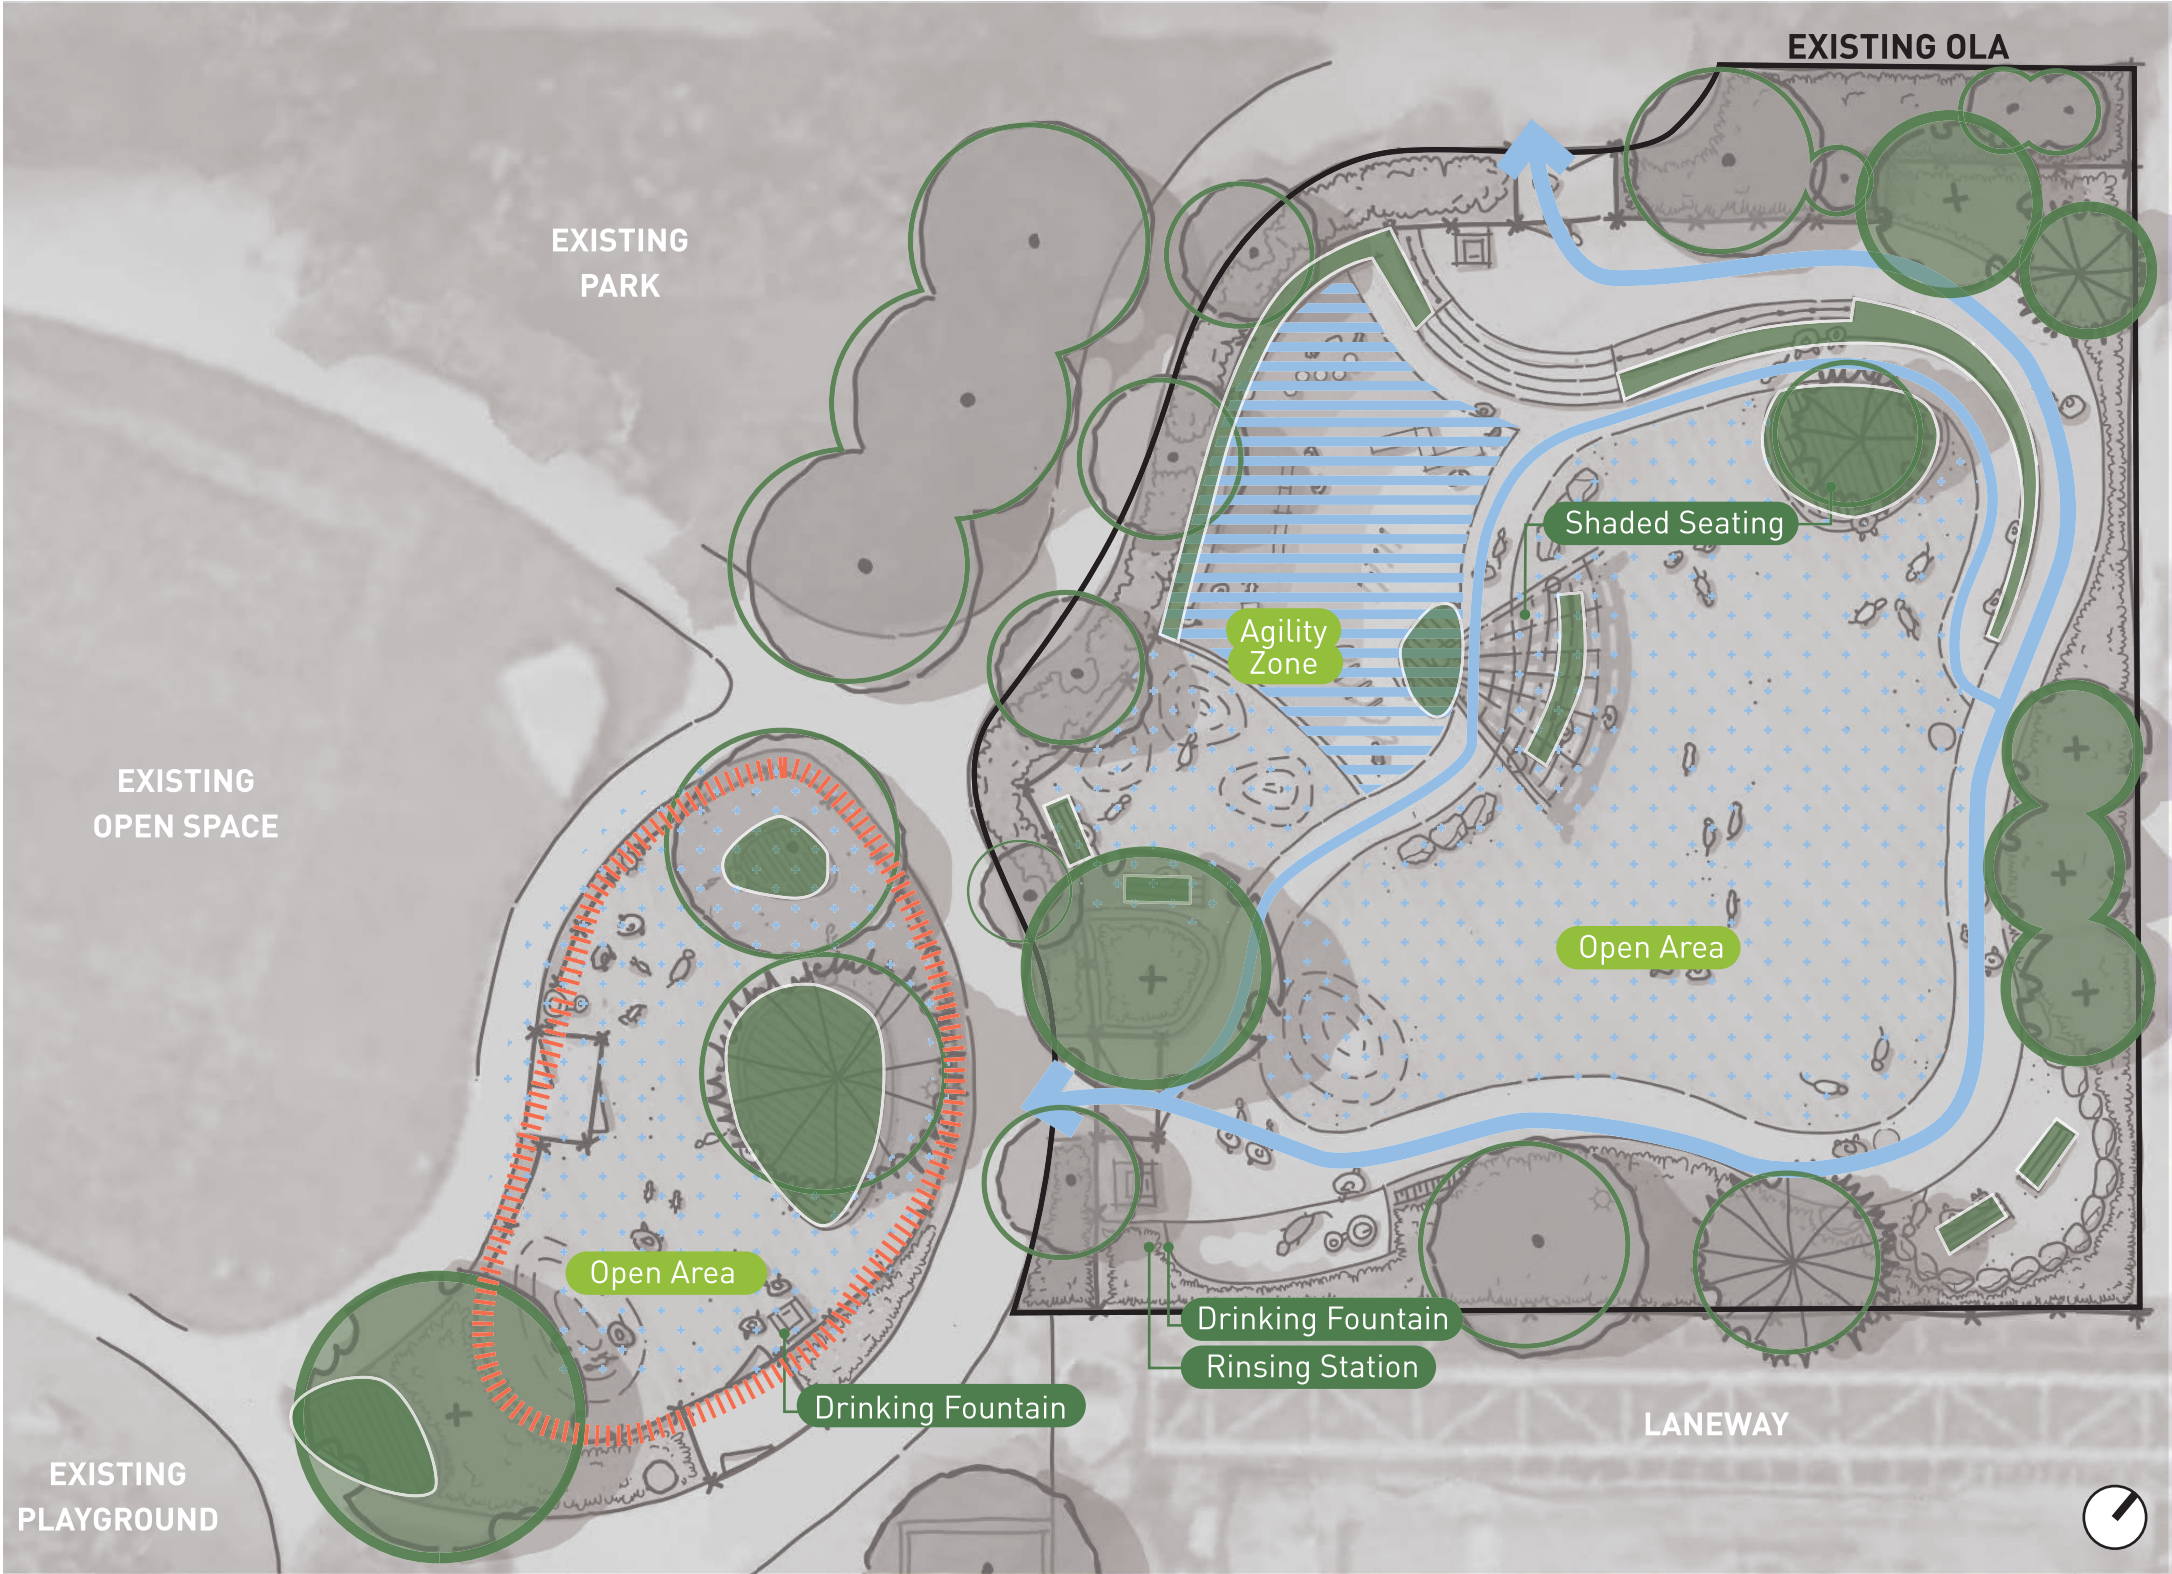 EXISTING OLA
EXISTING
PARK
Shaded Seating
Agility
Zone
EXISTING
OPEN SPACE
Open Area
Open Area
Drinking Fountain
Rinsing Station
Drinking Fountain
LANEWAY
EXISTING
PLAYGROUND